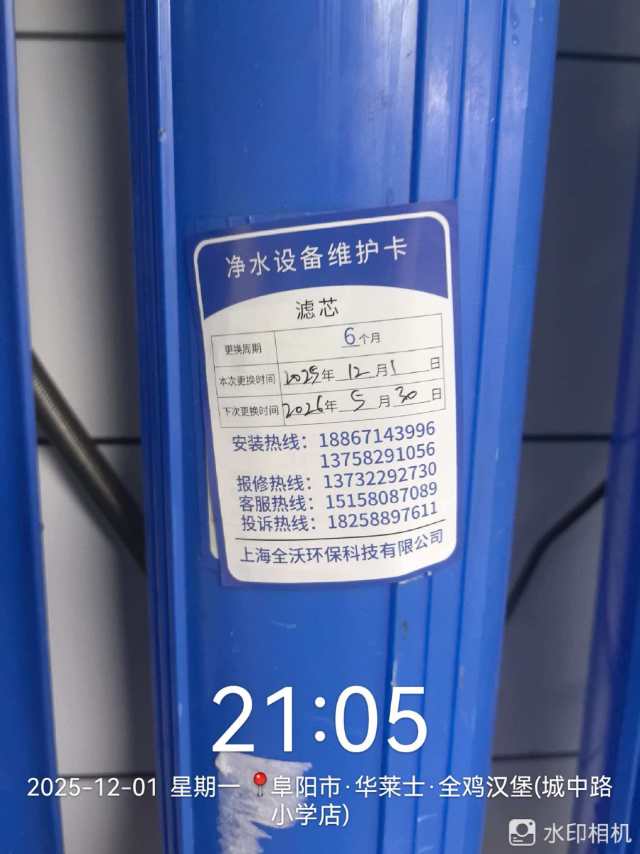 净水设备维护卡
滤芯
更换周期 6个月
本次更换时间 2025年 12月 1日
下次更换时间 2026年 5月 30日
安装热线：18867143996
13758291056
报修热线：13732292730
客服热线：15158087089
投诉热线：18258897611
上海全沃环保科技有限公司
21:05
2025-12-01 星期一 阜阳市·华莱士·全鸡汉堡(城中路
小学店)
水印相机